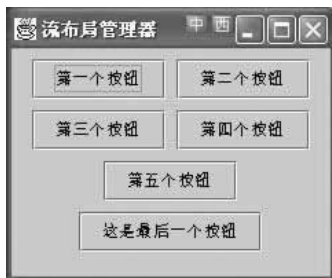 流布局管理器 中 西
第一个按钮 第二个按钮
第三个按钮 第四个按钮
第五个按钮
这是最后一个按钮